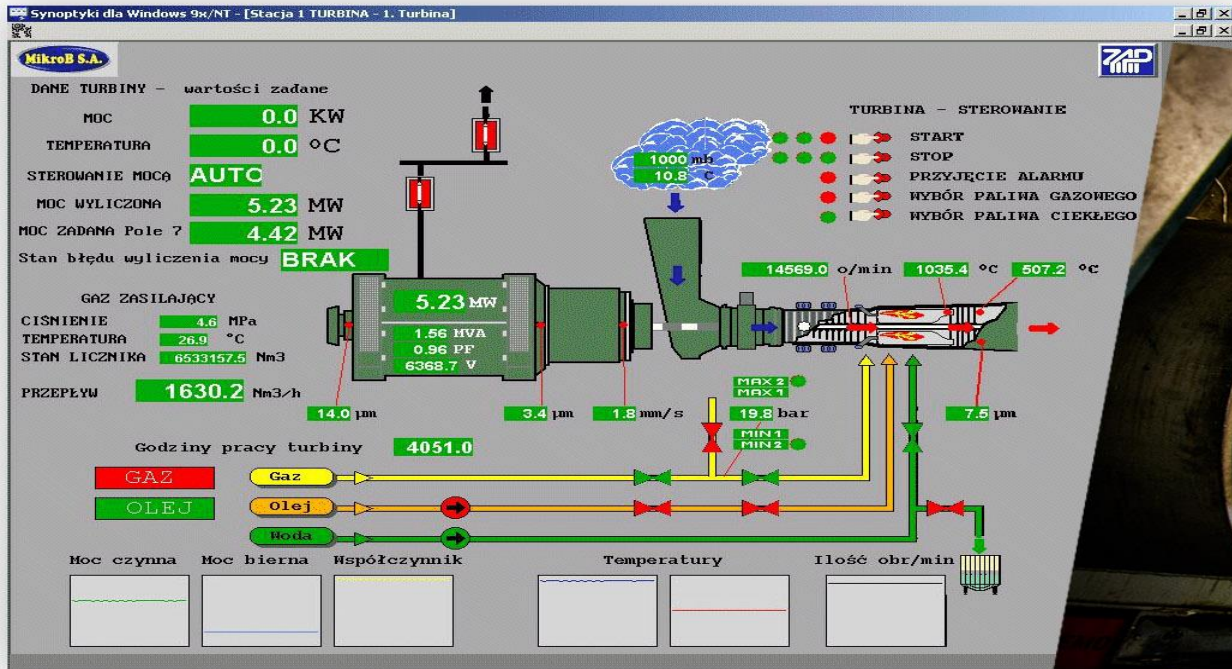 Synoptyki dla Windows 9x/NT - [Stacja 1 TURBINA - 1. Turbina]
MikroB S.A.
ZAP
DANE TURBINY - wartości zadane
MOC 0.0 KW
TEMPERATURA 0.0 °C
STEROWANIE MOCĄ AUTO
MOC WYLICZONA 5.23 MW
MOC ZADANA Pole 7 4.42 MW
Stan błędu wyliczenia mocy BRAK
GAZ ZASILAJĄCY
CIŚNIENIE 4.6 MPa
TEMPERATURA 26.9 °C
STAN LICZNIKA 6533157.5 Nm3
PRZEPŁYW 1630.2 Nm3/h
1000 mb
10.8 C
TURBINA - STEROWANIE
START
STOP
PRZYJĘCIE ALARMU
WYBÓR PALIWA GAZOWEGO
WYBÓR PALIWA CIEKŁEGO
14569.0 o/min 1035.4 °C 507.2 °C
5.23 MW
1.56 MVA
0.96 PF
6368.7 V
14.0 µm 3.4 µm 1.8 mm/s 19.8 bar 7.5 µm
MAX 2
MAX 1
MIN 1
MIN 2
Godziny pracy turbiny 4051.0
GAZ Gaz
OLEJ Olej
Woda
Moc czynna Moc bierna Współczynnik Temperatury Ilość obr/min